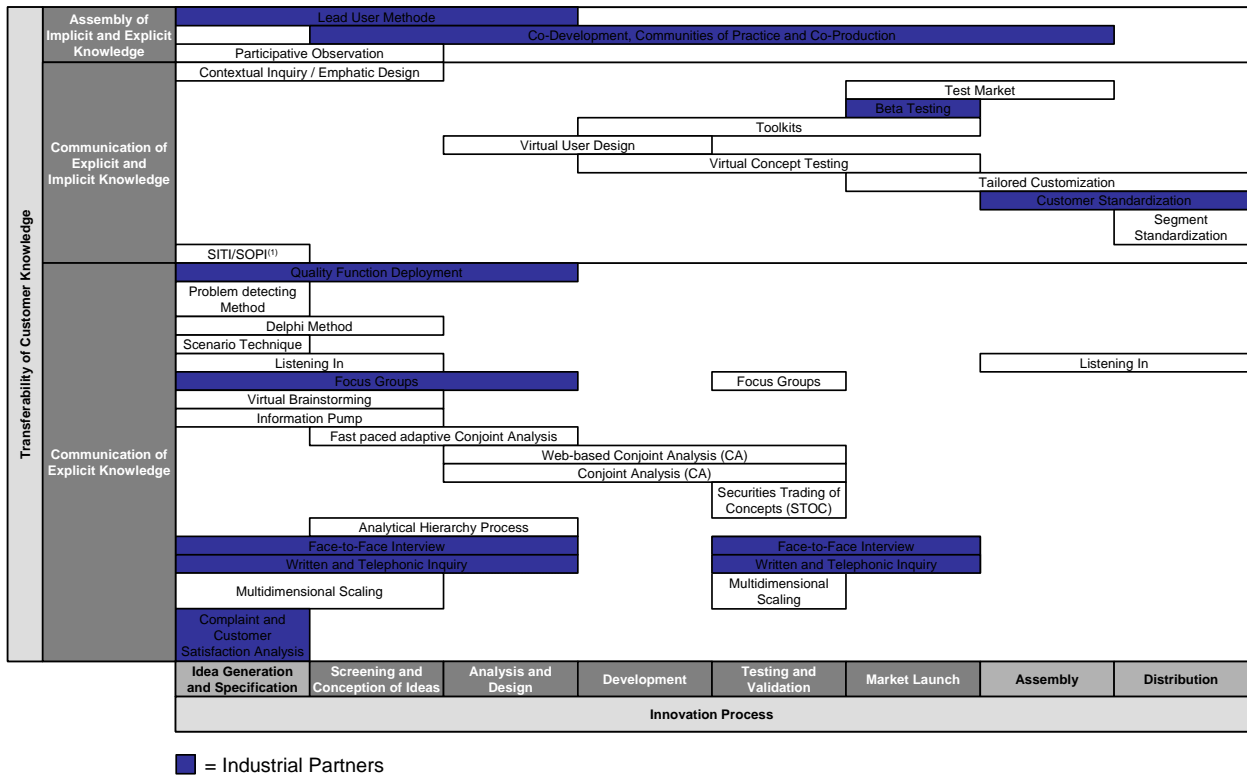 Transferability of Customer Knowledge
Assembly of
Implicit and Explicit
Knowledge
Lead User Methode
Co-Development, Communities of Practice and Co-Production
Participative Observation
Communication of
Explicit and
Implicit Knowledge
Contextual Inquiry / Emphatic Design
Test Market
Beta Testing
Toolkits
Virtual User Design
Virtual Concept Testing
Tailored Customization
Customer Standardization
Segment
Standardization
SITI/SOPI(1)
Communication of
Explicit Knowledge
Quality Function Deployment
Problem detecting
Method
Delphi Method
Scenario Technique
Listening In
Listening In
Focus Groups
Focus Groups
Virtual Brainstorming
Information Pump
Fast paced adaptive Conjoint Analysis
Web-based Conjoint Analysis (CA)
Conjoint Analysis (CA)
Securities Trading of
Concepts (STOC)
Analytical Hierarchy Process
Face-to-Face Interview
Face-to-Face Interview
Written and Telephonic Inquiry
Written and Telephonic Inquiry
Multidimensional Scaling
Multidimensional
Scaling
Complaint and
Customer
Satisfaction Analysis
Idea Generation
and Specification
Screening and
Conception of Ideas
Analysis and
Design
Development
Testing and
Validation
Market Launch
Assembly
Distribution
Innovation Process
= Industrial Partners